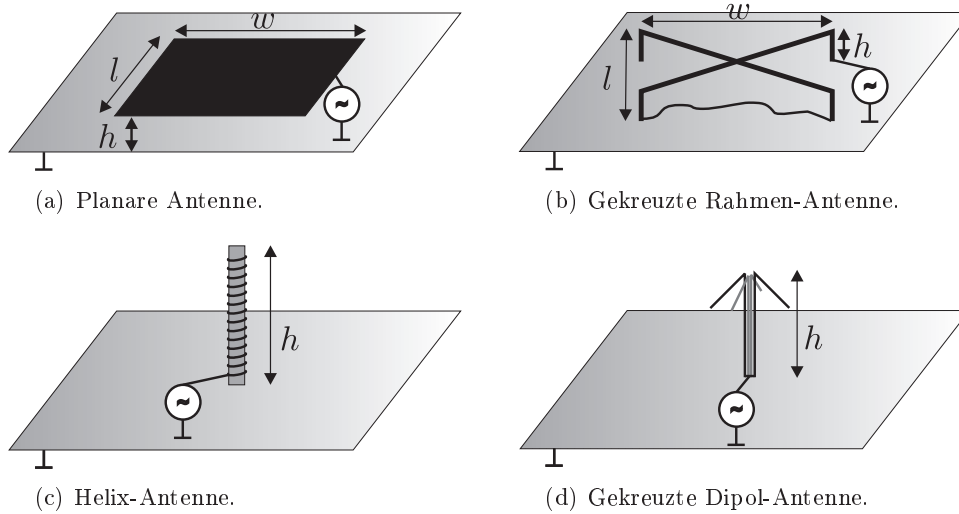 w
l
h
(a) Planare Antenne.
w
l
h
(b) Gekreuzte Rahmen-Antenne.
h
(c) Helix-Antenne.
h
(d) Gekreuzte Dipol-Antenne.